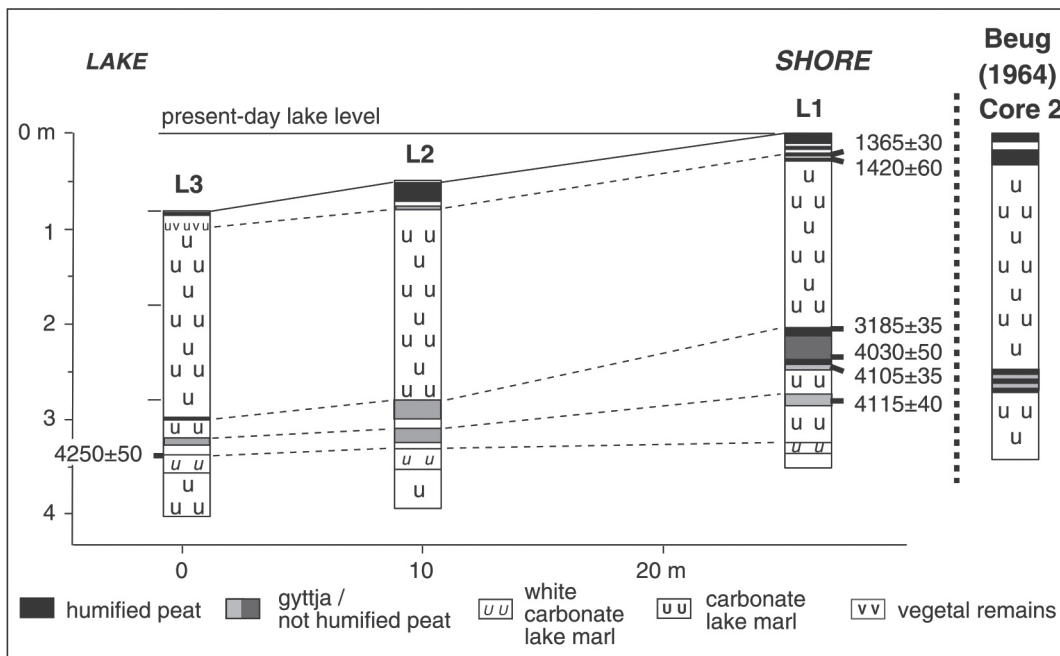 LAKE
SHORE
Beug
(1964)
Core 2
present-day lake level
L1
L2
L3
0 m
1
2
3
4
1365±30
1420±60
3185±35
4030±50
4105±35
4115±40
4250±50
0
10
20 m
humified peat
gyttja /
not humified peat
white
carbonate
lake marl
carbonate
lake marl
vegetal remains